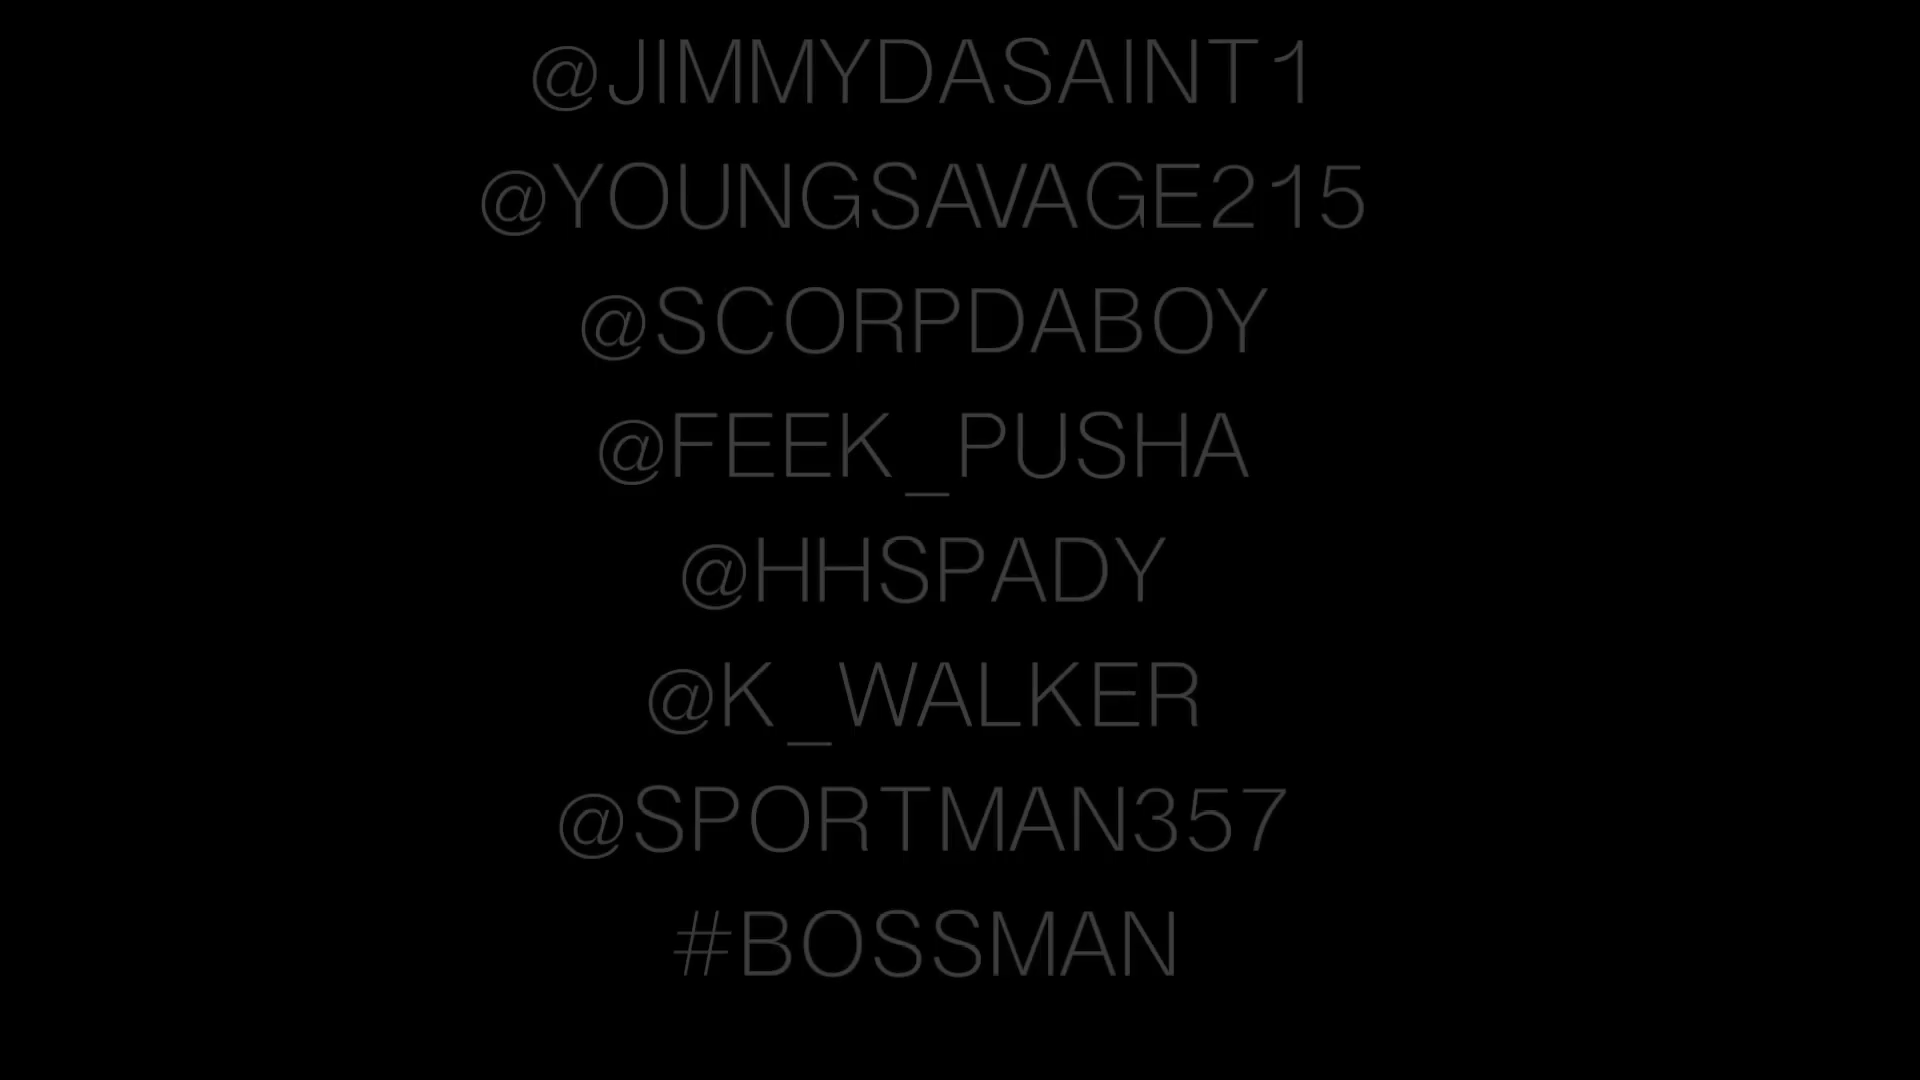 @JIMMYDASAINT1
@YOUNGSAVAGE215
@SCORPDABOY
@FEEK_PUSHA
@HHSPADY
@K_WALKER
@SPORTMAN357
#BOSSMAN